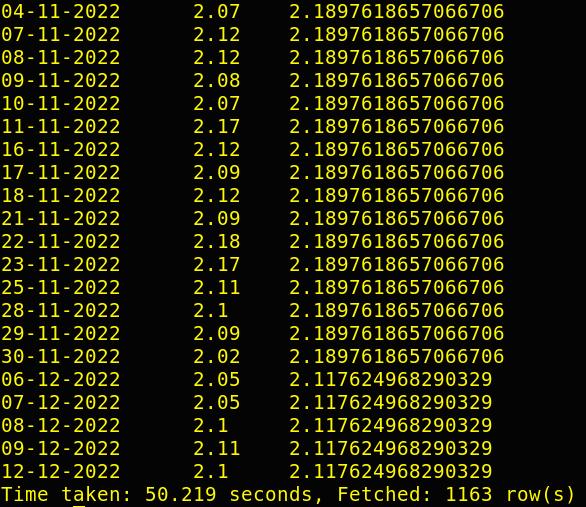 04-11-2022 2.07 2.1897618657066706
07-11-2022 2.12 2.1897618657066706
08-11-2022 2.12 2.1897618657066706
09-11-2022 2.08 2.1897618657066706
10-11-2022 2.07 2.1897618657066706
11-11-2022 2.17 2.1897618657066706
16-11-2022 2.12 2.1897618657066706
17-11-2022 2.09 2.1897618657066706
18-11-2022 2.12 2.1897618657066706
21-11-2022 2.09 2.1897618657066706
22-11-2022 2.18 2.1897618657066706
23-11-2022 2.17 2.1897618657066706
25-11-2022 2.11 2.1897618657066706
28-11-2022 2.1 2.1897618657066706
29-11-2022 2.09 2.1897618657066706
30-11-2022 2.02 2.1897618657066706
06-12-2022 2.05 2.117624968290329
07-12-2022 2.05 2.117624968290329
08-12-2022 2.1 2.117624968290329
09-12-2022 2.11 2.117624968290329
12-12-2022 2.1 2.117624968290329
Time taken: 50.219 seconds, Fetched: 1163 row(s)